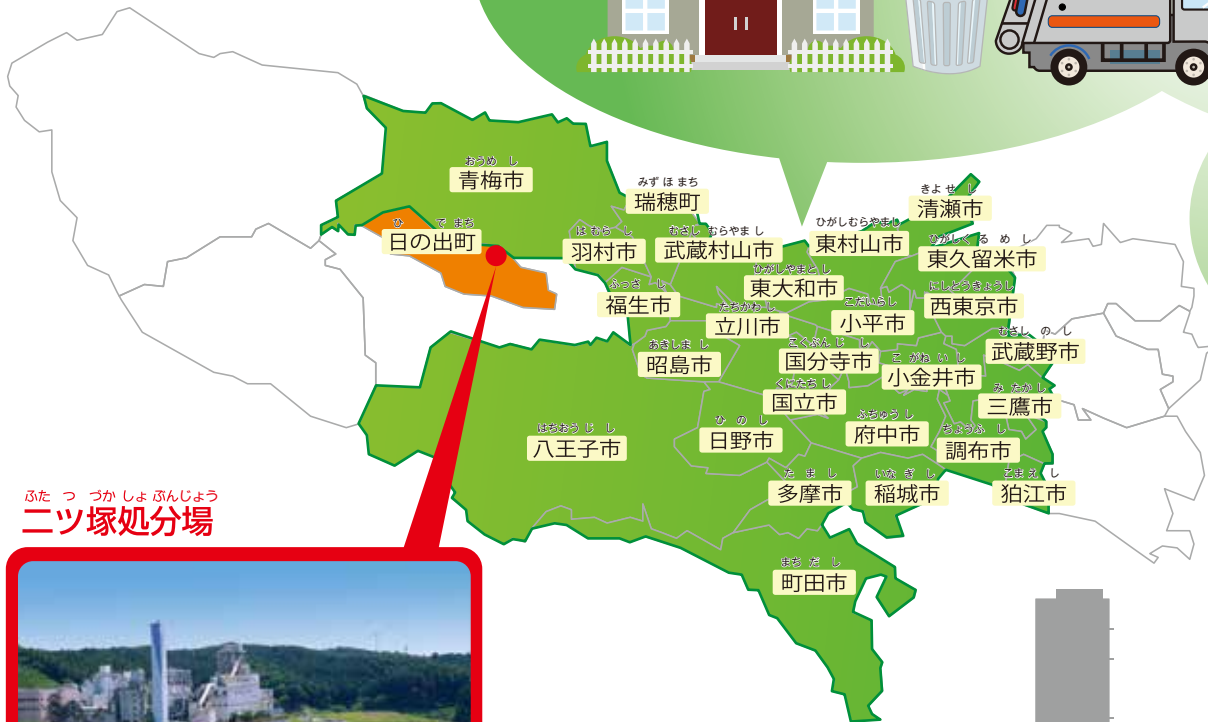 おうめ し
青梅市
みず ほ まち
瑞穂町
きよ せ し
清瀬市
ひ で まち
日の出町
は むら し
羽村市
むさし むらやま し
武蔵村山市
ひがしむらやまし
東村山市
ひがしくるめし
東久留米市
ふっさ し
福生市
ひがしやまと し
東大和市
にしとうきょうし
西東京市
たちかわ し
立川市
こだいらし
小平市
むさし の し
武蔵野市
あきしま し
昭島市
こくぶん じ し
国分寺市
こ がね い し
小金井市
くにたち し
国立市
み たか し
三鷹市
はちおう じ し
八王子市
ひ の し
日野市
ふちゅう し
府中市
ちょうふ し
調布市
た ま し
多摩市
いな ぎ し
稲城市
こま え し
狛江市
ふた つ づか しょ ぶんじょう
二ツ塚処分場
まち だ し
町田市